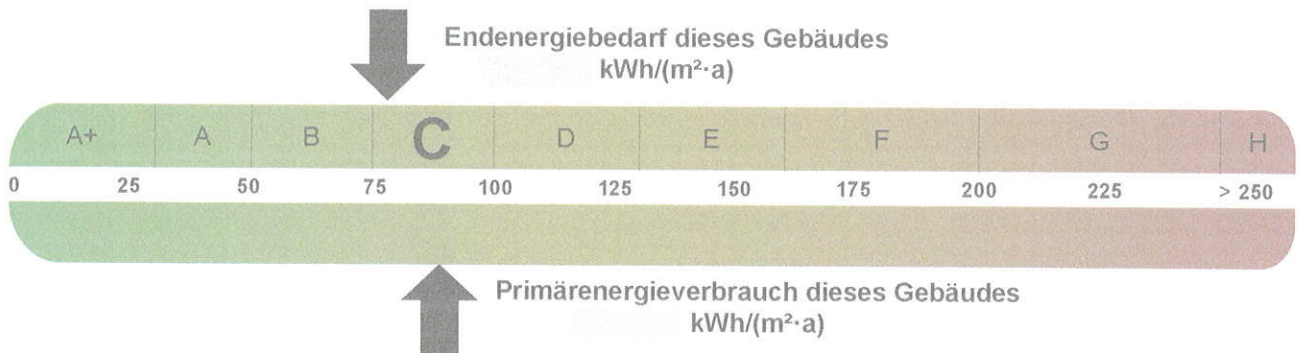 Endenergiebedarf dieses Gebäudes
kWh/(m²·a)
A+ A B C D E F G H
0 25 50 75 100 125 150 175 200 225 > 250
Primärenergieverbrauch dieses Gebäudes
kWh/(m²·a)